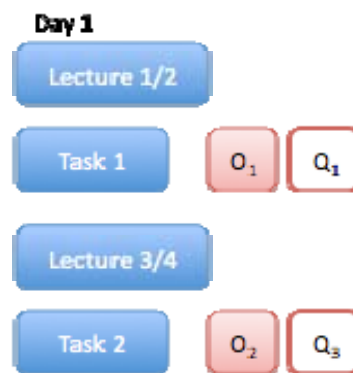 Day 1
Lecture 1/2
Task 1 O₁ Q₁
Lecture 3/4
Task 2 O₂ Q₃